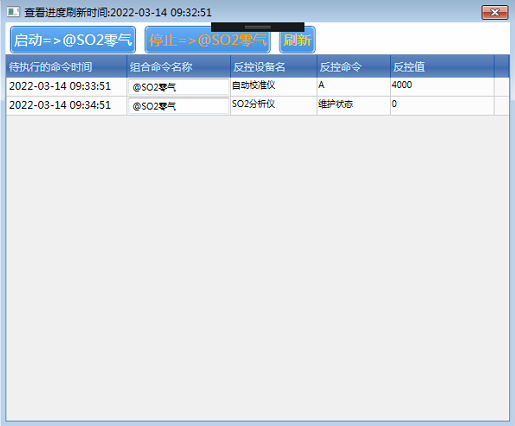 查看进度刷新时间:2022-03-14 09:32:51
启动=>@SO2零气 停止=>@SO2零气 刷新
待执行的命令时间 组合命令名称 反控设备名 反控命令 反控值
2022-03-14 09:33:51 @SO2零气 自动校准仪 A 4000
2022-03-14 09:34:51 @SO2零气 SO2分析仪 维护状态 0